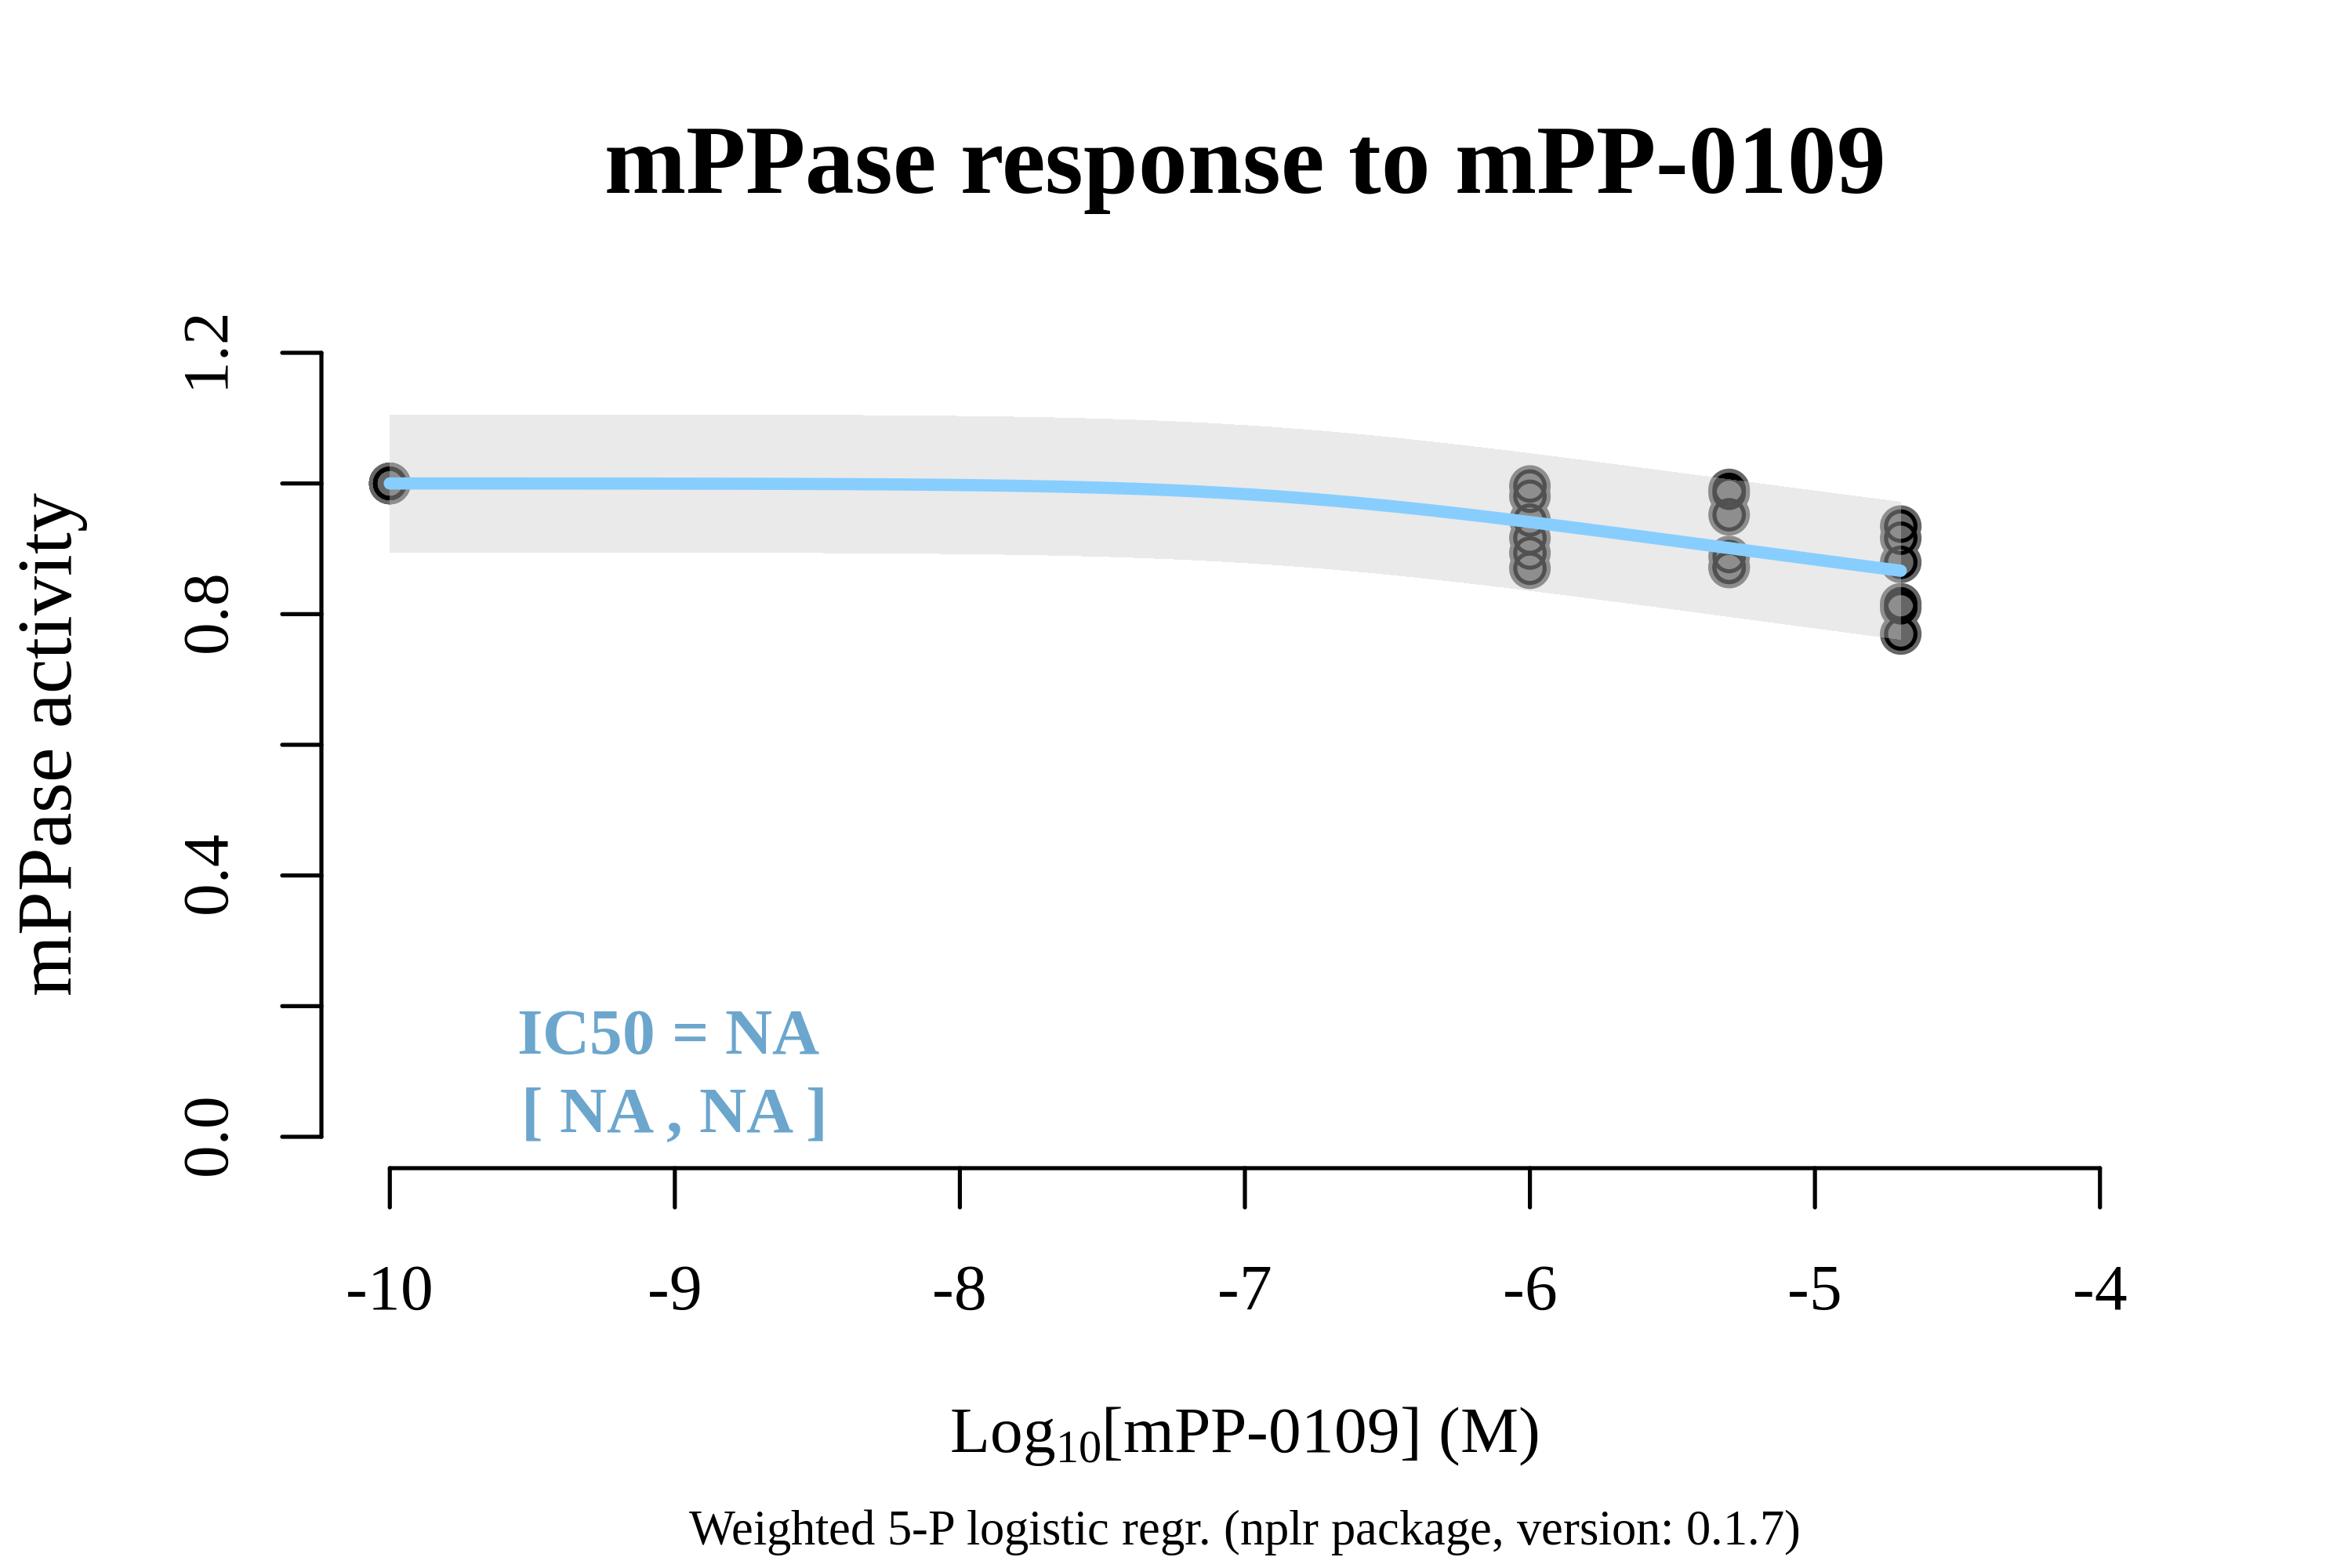 mPPase response to mPP-0109
mPPase activity
1.2
0.8
0.4
0.0
IC50 = NA
[ NA , NA ]
-10 -9 -8 -7 -6 -5 -4
Log10[mPP-0109] (M)
Weighted 5-P logistic regr. (nplr package, version: 0.1.7)